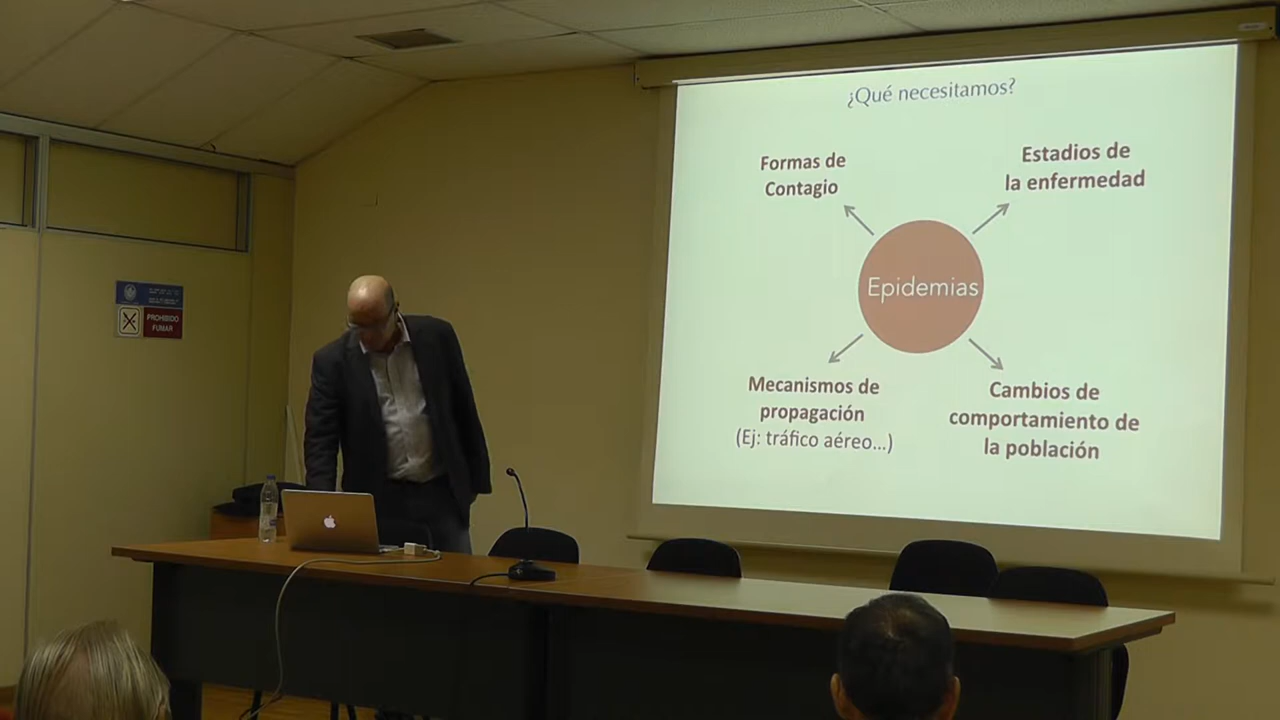 ¿Qué necesitamos?
Formas de
Contagio
Estadios de
la enfermedad
Epidemias
Mecanismos de
propagación
(Ej: tráfico aéreo...)
Cambios de
comportamiento de
la población
PROHIBIDO
FUMAR